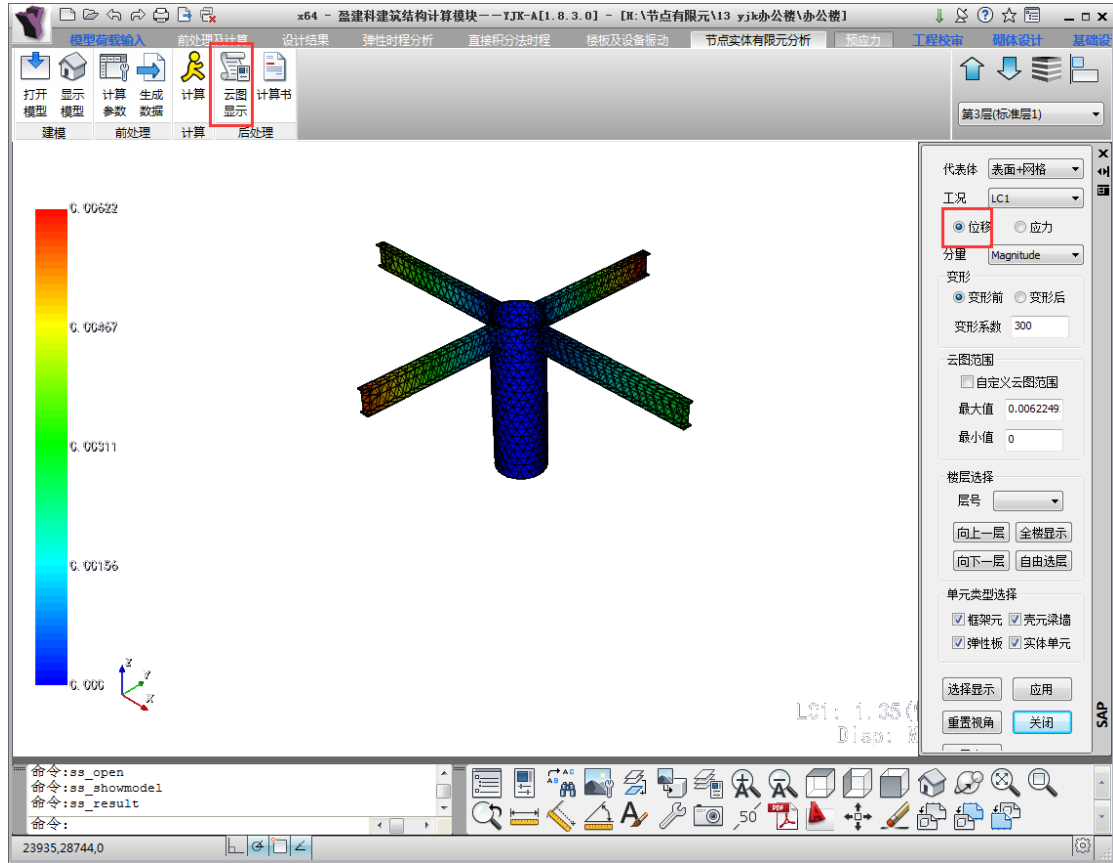 x64 - 盈建科建筑结构计算模块——YJK-A[1.8.3.0] - [H:\节点有限元\13 yjk办公楼\办公楼]
模型荷载输入 前处理及计算 设计结果 弹性时程分析 直接积分法时程 楼板及设备振动 节点实体有限元分析 预应力 工程校审 砌体设计 基础设
打开模型 显示模型 计算参数 生成数据 计算 云图显示 计算书
建模 前处理 计算 后处理
第3层(标准层1)
代表体 表面+网格
工况 LC1
位移 应力
分量 Magnitude
变形
变形前 变形后
变形系数 300
云图范围
自定义云图范围
最大值 0.0062249
最小值 0
楼层选择
层号
向上一层 全楼显示
向下一层 自由选层
单元类型选择
框架元 壳元梁墙
弹性板 实体单元
选择显示 应用
重置视角 关闭
SAP
0.00622
0.00467
0.00311
0.00156
0.000
Z
Y
X
LC1: 1.35(
Disp: M
命令:ss_open
命令:ss_showmodel
命令:ss_result
命令:
23935,28744,0